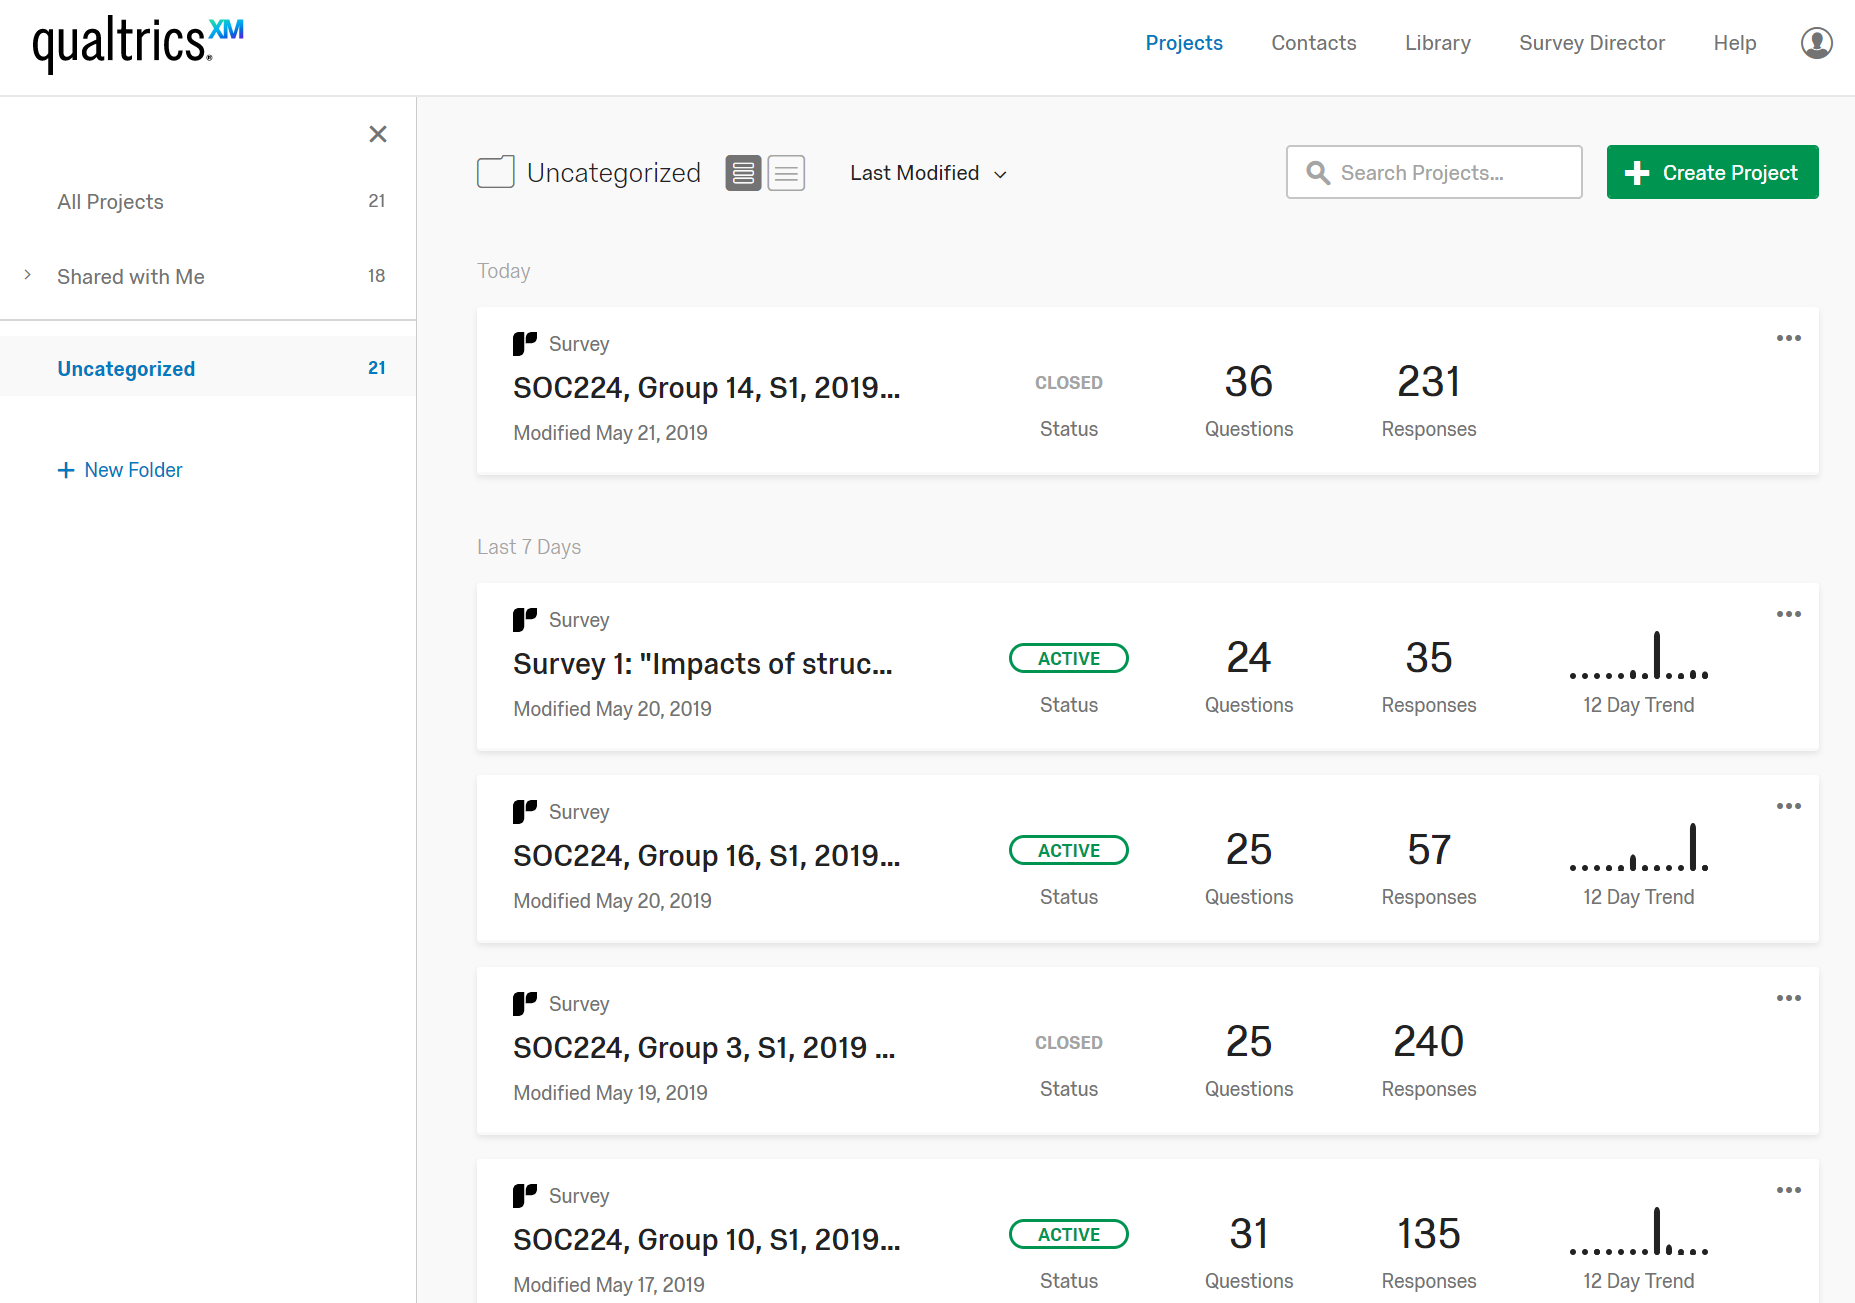 qualtrics.XM
Projects Contacts Library Survey Director Help
All Projects 21
Shared with Me 18
Uncategorized 21
New Folder
Uncategorized Last Modified Search Projects... Create Project
Today
Survey
SOC224, Group 14, S1, 2019...
Modified May 21, 2019
CLOSED
Status
36
Questions
231
Responses
Last 7 Days
Survey
Survey 1: "Impacts of struc...
Modified May 20, 2019
ACTIVE
Status
24
Questions
35
Responses
12 Day Trend
Survey
SOC224, Group 16, S1, 2019...
Modified May 20, 2019
ACTIVE
Status
25
Questions
57
Responses
12 Day Trend
Survey
SOC224, Group 3, S1, 2019 ...
Modified May 19, 2019
CLOSED
Status
25
Questions
240
Responses
Survey
SOC224, Group 10, S1, 2019...
Modified May 17, 2019
ACTIVE
Status
31
Questions
135
Responses
12 Day Trend